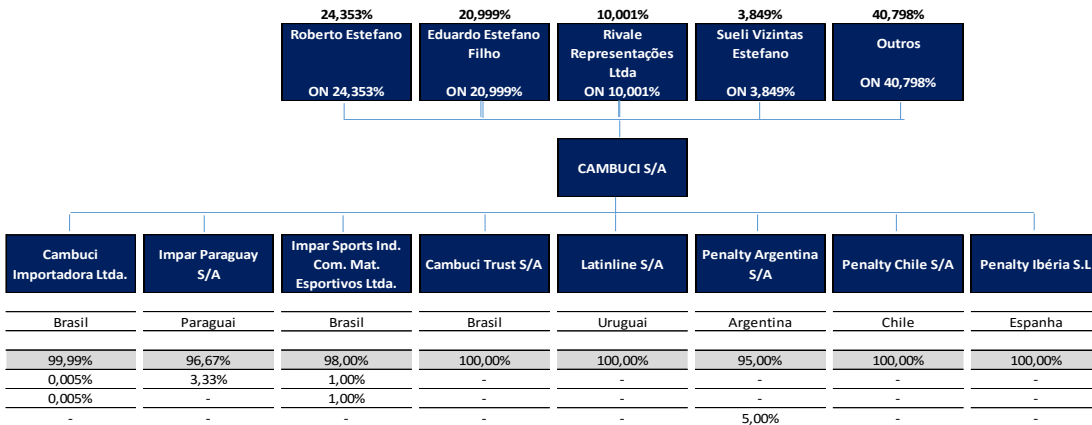 24,353% 20,999% 10,001% 3,849% 40,798%
Roberto Estefano
ON 24,353%
Eduardo Estefano
Filho
ON 20,999%
Rivale
Representações
Ltda
ON 10,001%
Sueli Vizintas
Estefano
ON 3,849%
Outros
ON 40,798%
CAMBUCI S/A
Cambuci
Importadora Ltda.
Impar Paraguay
S/A
Impar Sports Ind.
Com. Mat.
Esportivos Ltda.
Cambuci Trust S/A
Latinline S/A
Penalty Argentina
S/A
Penalty Chile S/A
Penalty Ibéria S.L
Brasil Paraguai Brasil Brasil Uruguai Argentina Chile Espanha
99,99% 96,67% 98,00% 100,00% 100,00% 95,00% 100,00% 100,00%
0,005% 3,33% 1,00% - - - - -
0,005% - 1,00% - - - - -
- - - - - 5,00% - -